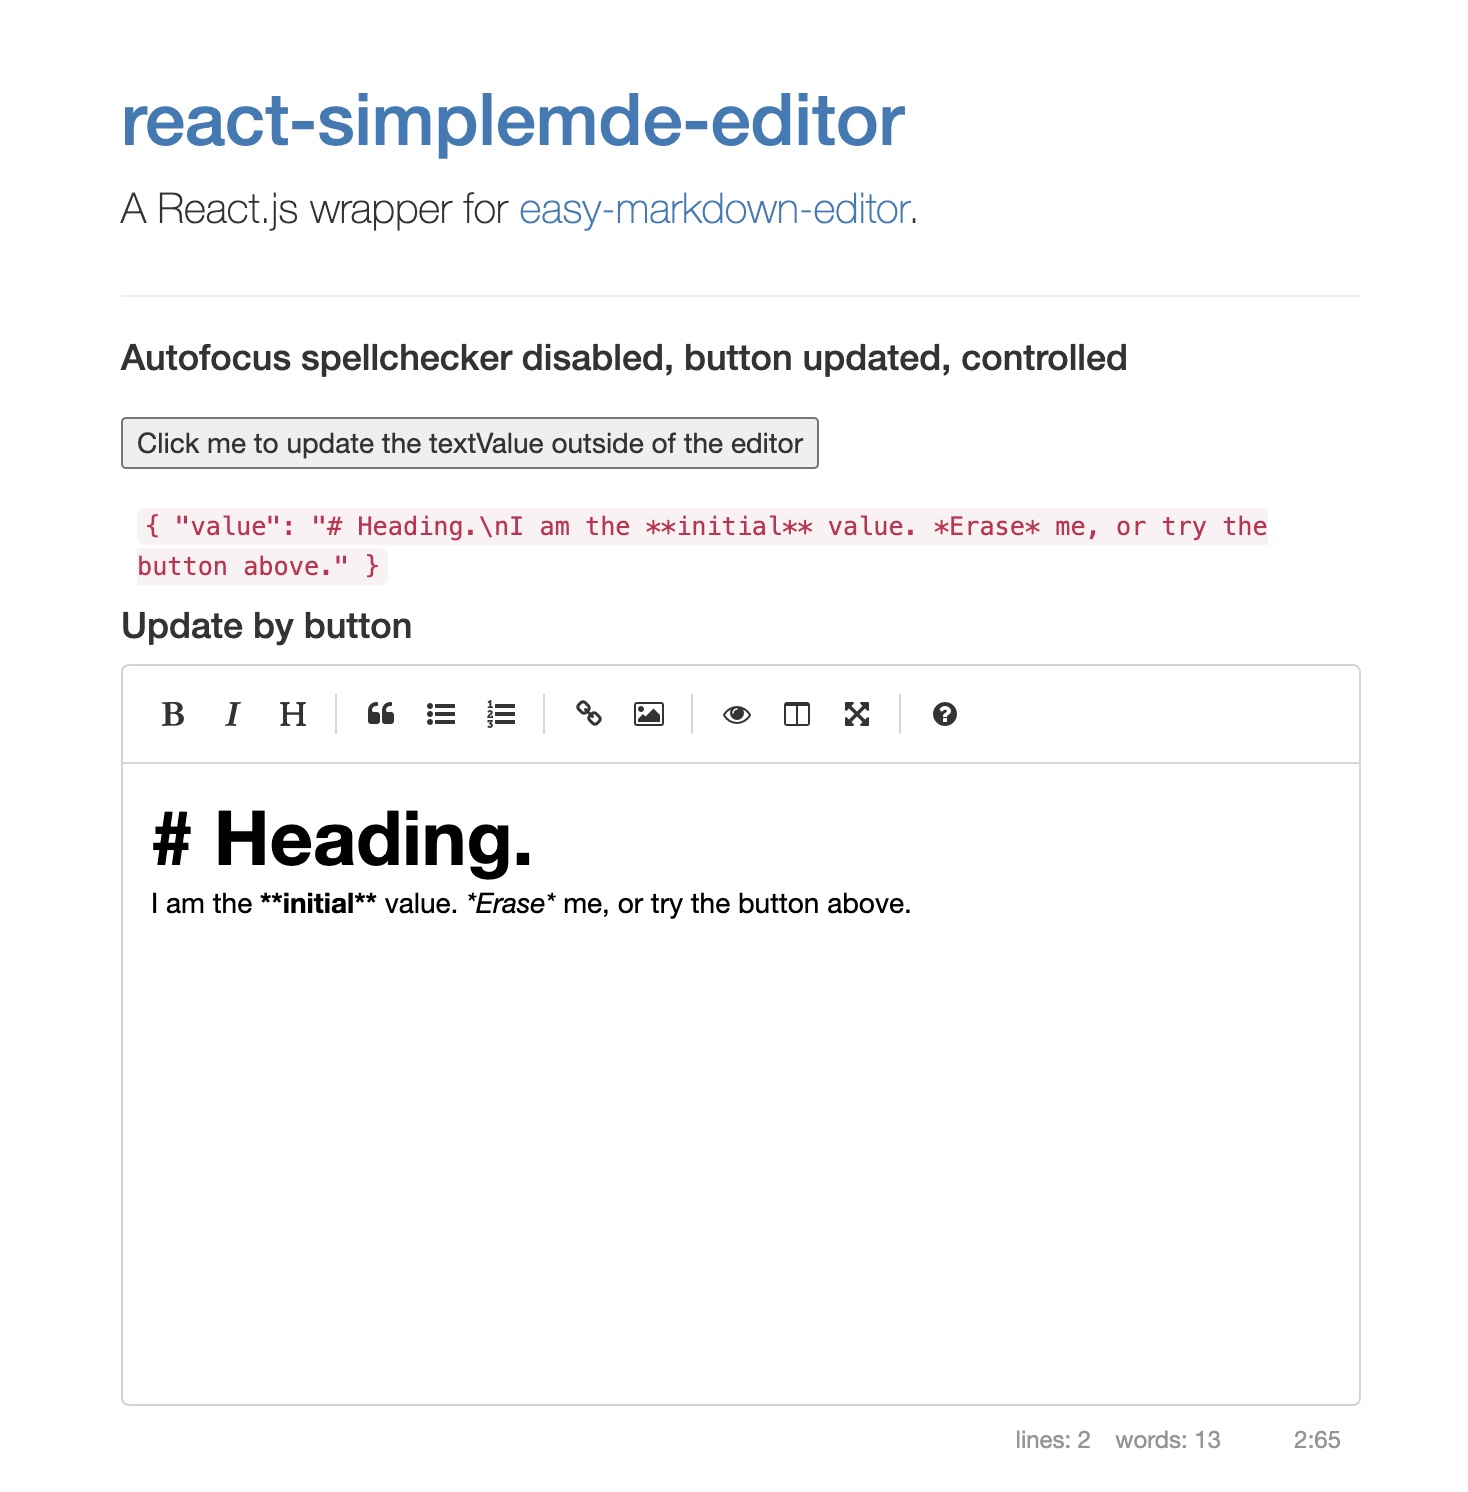 react-simplemde-editor
A React.js wrapper for easy-markdown-editor.
Autofocus spellchecker disabled, button updated, controlled
Click me to update the textValue outside of the editor
{ "value": "# Heading.\nI am the **initial** value. *Erase* me, or try the
button above." }
Update by button
B I H
# Heading.
I am the **initial** value. *Erase* me, or try the button above.
lines: 2 words: 13 2:65